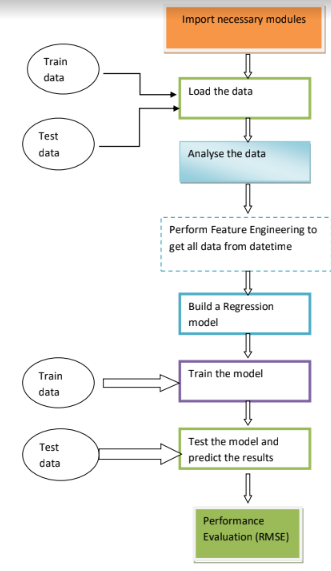 Import necessary modules
Train
data
Load the data
Test
data
Analyse the data
Perform Feature Engineering to
get all data from datetime
Build a Regression
model
Train
data
Train the model
Test
data
Test the model and
predict the results
Performance
Evaluation (RMSE)